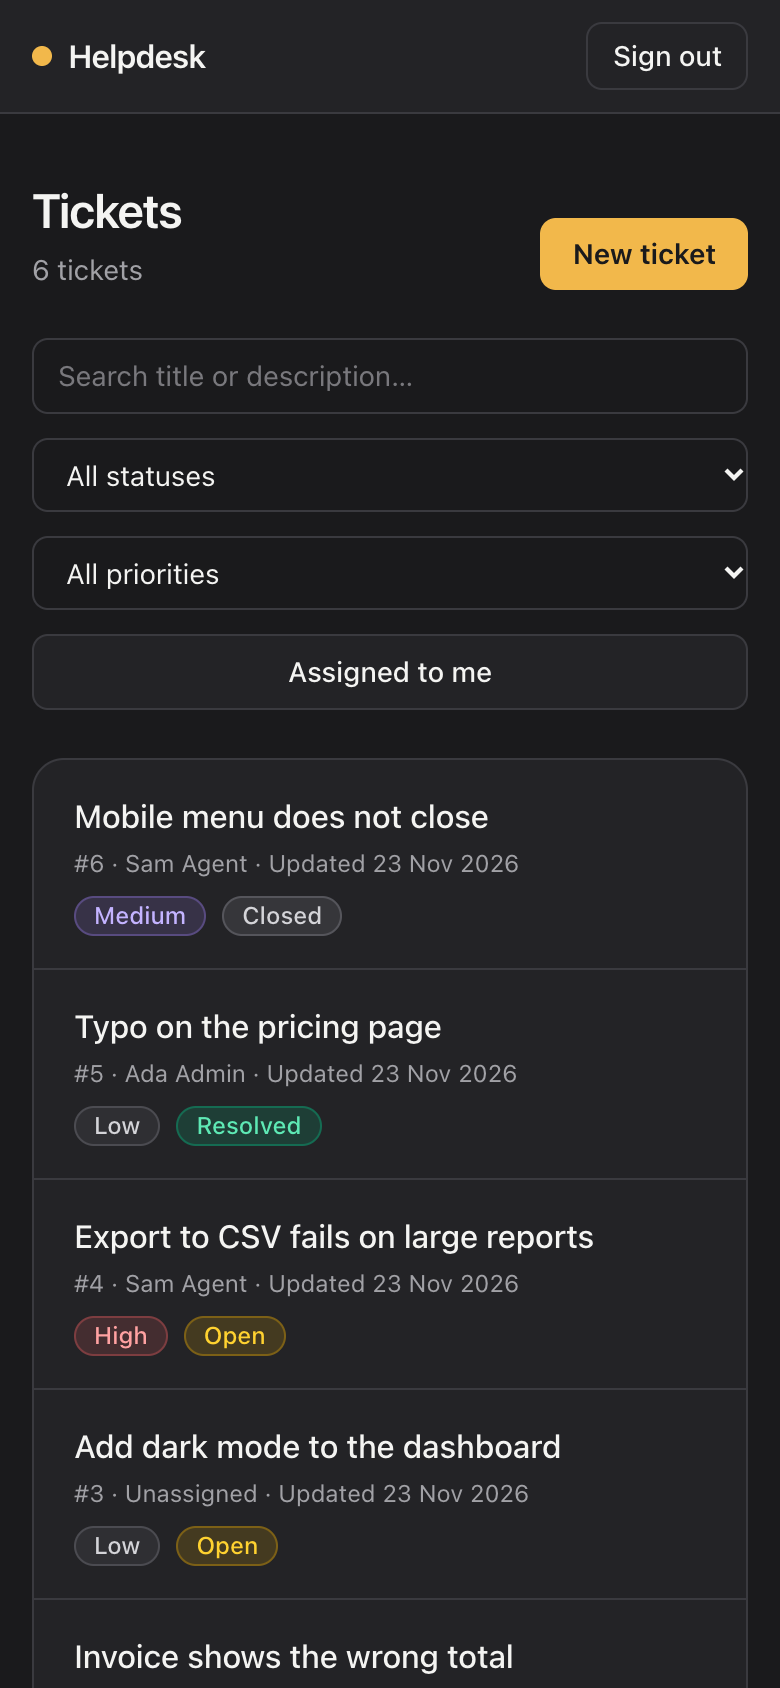 Helpdesk
Sign out
Tickets
6 tickets
New ticket
Search title or description...
All statuses
All priorities
Assigned to me
Mobile menu does not close
#6 · Sam Agent · Updated 23 Nov 2026
Medium
Closed
Typo on the pricing page
#5 · Ada Admin · Updated 23 Nov 2026
Low
Resolved
Export to CSV fails on large reports
#4 · Sam Agent · Updated 23 Nov 2026
High
Open
Add dark mode to the dashboard
#3 · Unassigned · Updated 23 Nov 2026
Low
Open
Invoice shows the wrong total